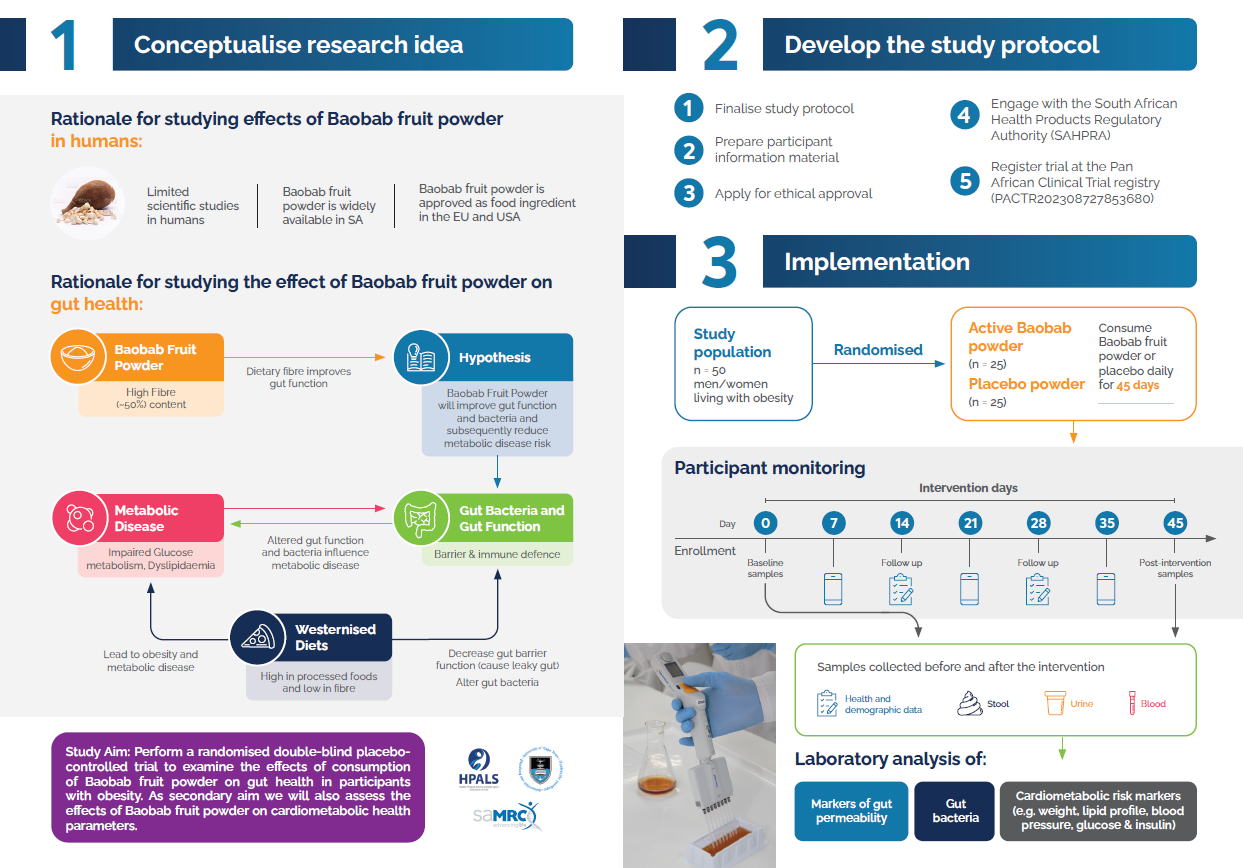 1
Conceptualise research idea
Rationale for studying effects of Baobab fruit powder
in humans:
Limited
scientific studies
in humans
Baobab fruit
powder is widely
available in SA
Baobab fruit powder is
approved as food ingredient
in the EU and USA
Rationale for studying the effect of Baobab fruit powder on
gut health:
Baobab Fruit
Powder
High Fibre
(~50%) content
Dietary fibre improves
gut function
Hypothesis
Baobab Fruit Powder
will improve gut function
and bacteria and
subsequently reduce
metabolic disease risk
Metabolic
Disease
Impaired Glucose
metabolism, Dyslipidaemia
Altered gut function
and bacteria influence
metabolic disease
Gut Bacteria and
Gut Function
Barrier & immune defence
Westernised
Diets
High in processed foods
and low in fibre
Lead to obesity and
metabolic disease
Decrease gut barrier
function (cause leaky gut)
Alter gut bacteria
Study Aim: Perform a randomised double-blind placebo-
controlled trial to examine the effects of consumption
of Baobab fruit powder on gut health in participants
with obesity. As secondary aim we will also assess the
effects of Baobab fruit powder on cardiometabolic health
parameters.
HPALS
saMRC
advancing life
2
Develop the study protocol
1
Finalise study protocol
2
Prepare participant
information material
3
Apply for ethical approval
4
Engage with the South African
Health Products Regulatory
Authority (SAHPRA)
5
Register trial at the Pan
African Clinical Trial registry
(PACTR202308727853680)
3
Implementation
Study
population
n = 50
men/women
living with obesity
Randomised
Active Baobab
powder
(n = 25)
Placebo powder
(n = 25)
Consume
Baobab fruit
powder or
placebo daily
for 45 days
Participant monitoring
Intervention days
Day
0
7
14
21
28
35
45
Enrollment
Baseline
samples
Follow up
Follow up
Post-intervention
samples
Samples collected before and after the intervention
Health and
demographic data
Stool
Urine
Blood
Laboratory analysis of:
Markers of gut
permeability
Gut
bacteria
Cardiometabolic risk markers
(e.g. weight, lipid profile, blood
pressure, glucose & insulin)